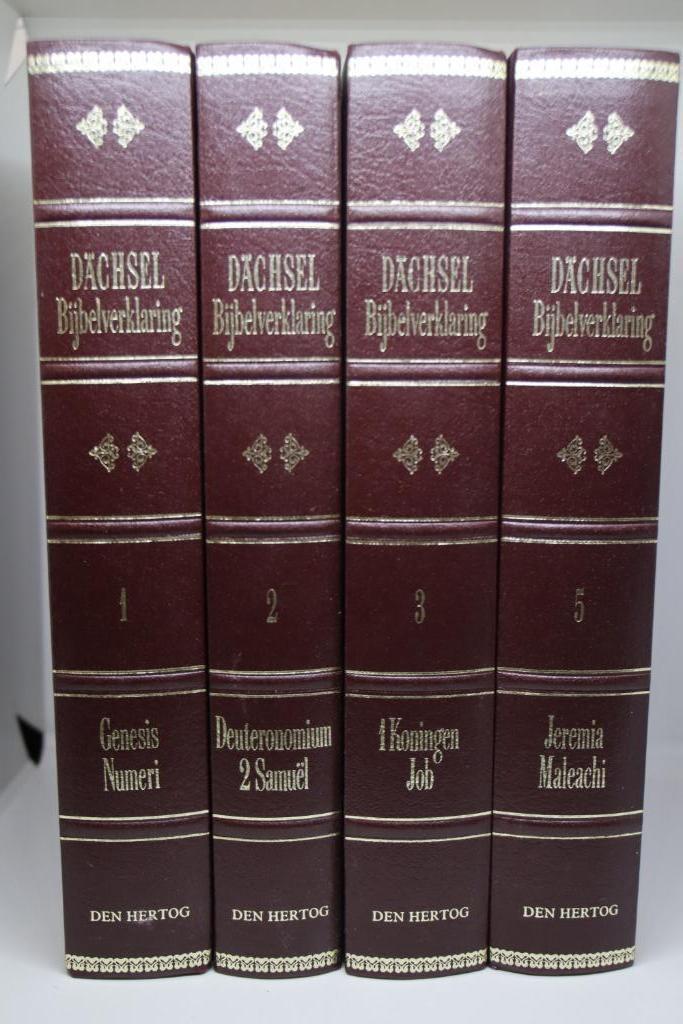 DÄCHSEL
Bijbelverklaring
1
Genesis
Numeri
DEN HERTOG
DÄCHSEL
Bijbelverklaring
2
Deuteronomium
2 Samuël
DEN HERTOG
DÄCHSEL
Bijbelverklaring
3
1 Koningen
Job
DEN HERTOG
DÄCHSEL
Bijbelverklaring
5
Jeremia
Maleachi
DEN HERTOG